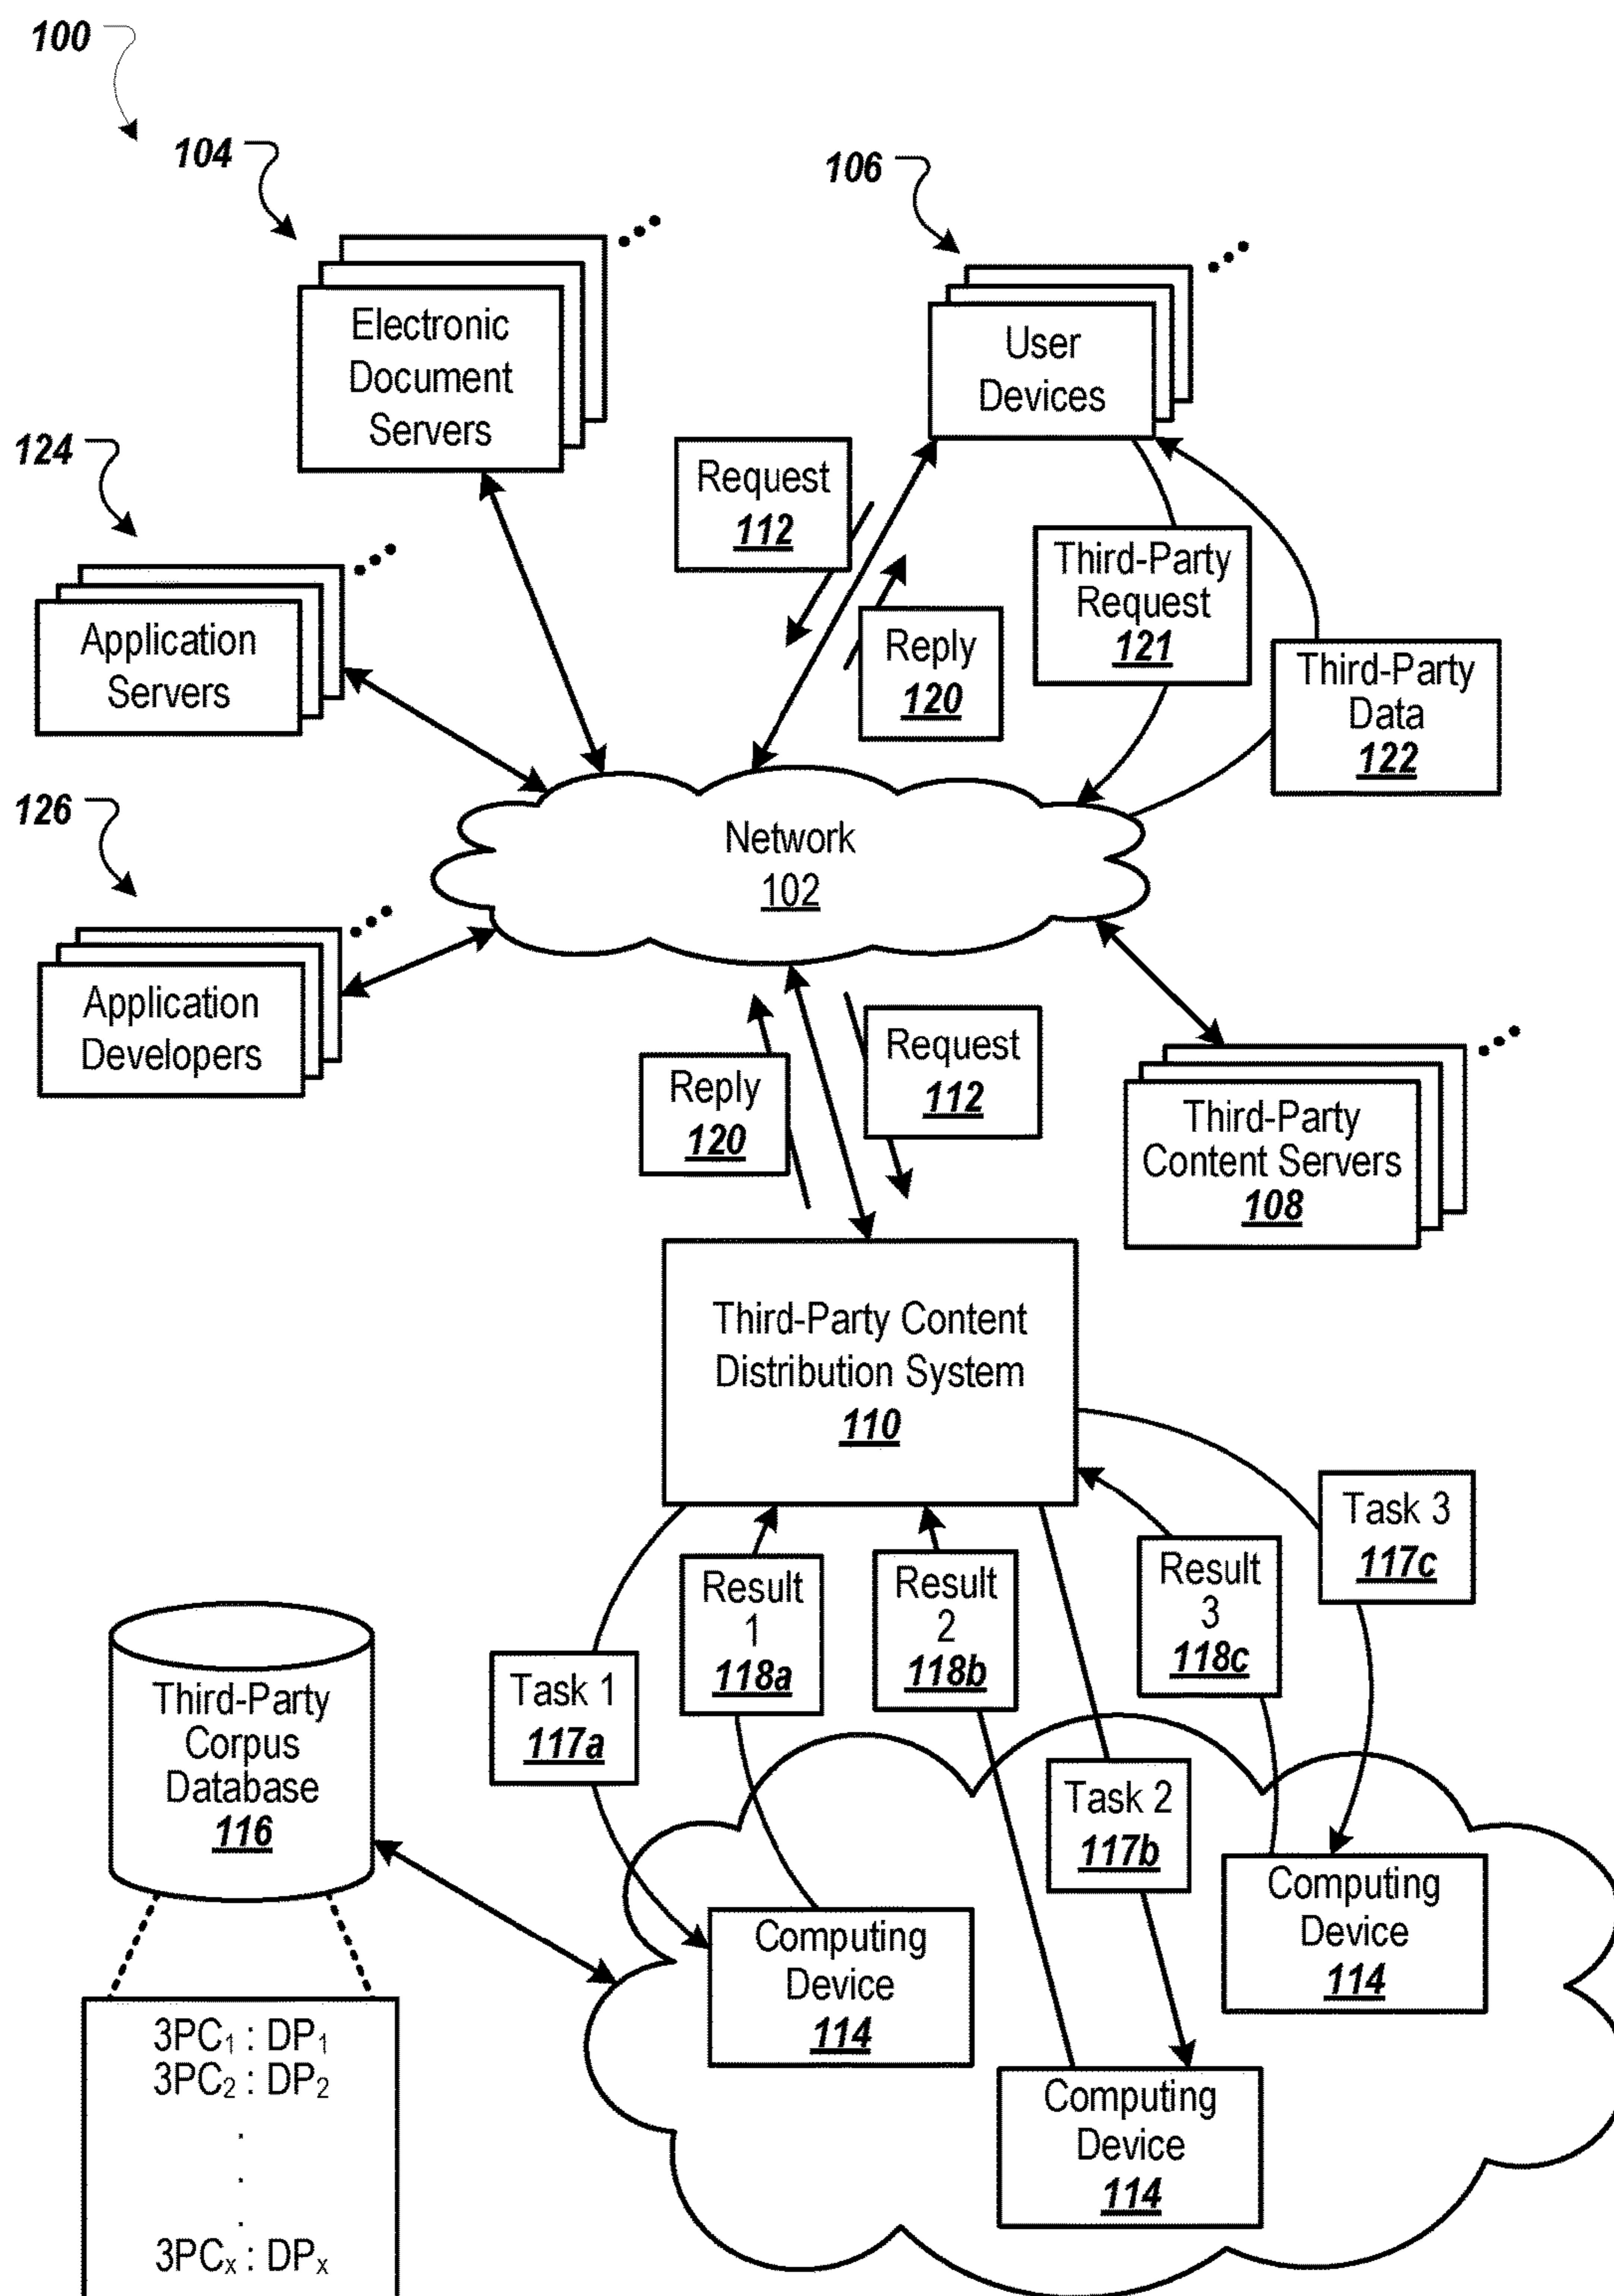 100
104
106
Electronic
Document
Servers
User
Devices
124
Request
112
Third-Party
Request
121
Application
Servers
Reply
120
Third-Party
Data
122
126
Network
102
Application
Developers
Reply
120
Request
112
Third-Party
Content Servers
108
Third-Party Content
Distribution System
110
Task 3
117c
Result
1
118a
Result
2
118b
Result
3
118c
Task 1
117a
Third-Party
Corpus
Database
116
Task 2
117b
Computing
Device
114
Computing
Device
114
Computing
Device
114
3PC₁ : DP₁
3PC₂ : DP₂
.
.
.
3PCₓ : DPₓ